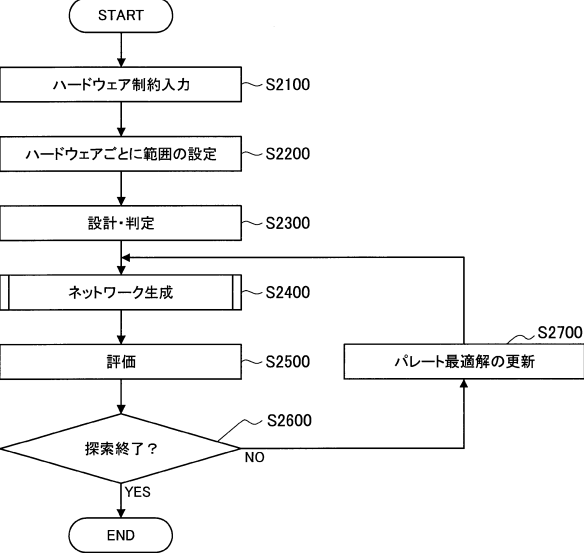 START
ハードウェア制約入力
S2100
ハードウェアごとに範囲の設定
S2200
設計・判定
S2300
ネットワーク生成
S2400
S2700
評価
S2500
パレート最適解の更新
S2600
探索終了？
NO
YES
END